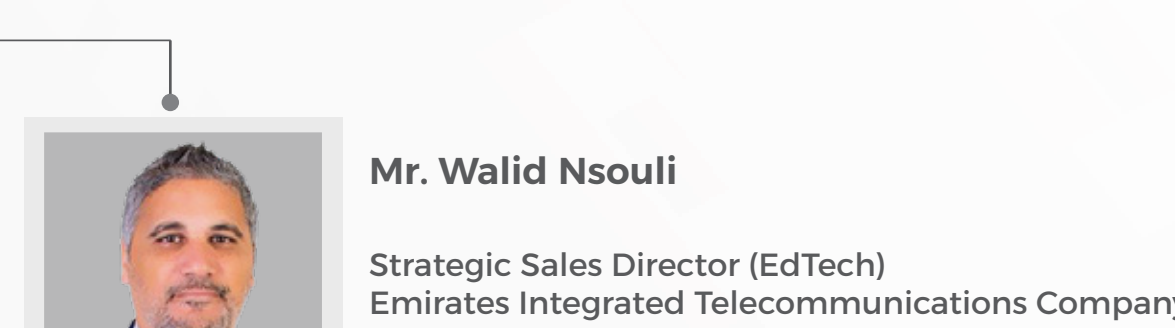 Mr. Walid Nsouli
Strategic Sales Director (EdTech)
Emirates Integrated Telecommunications Company